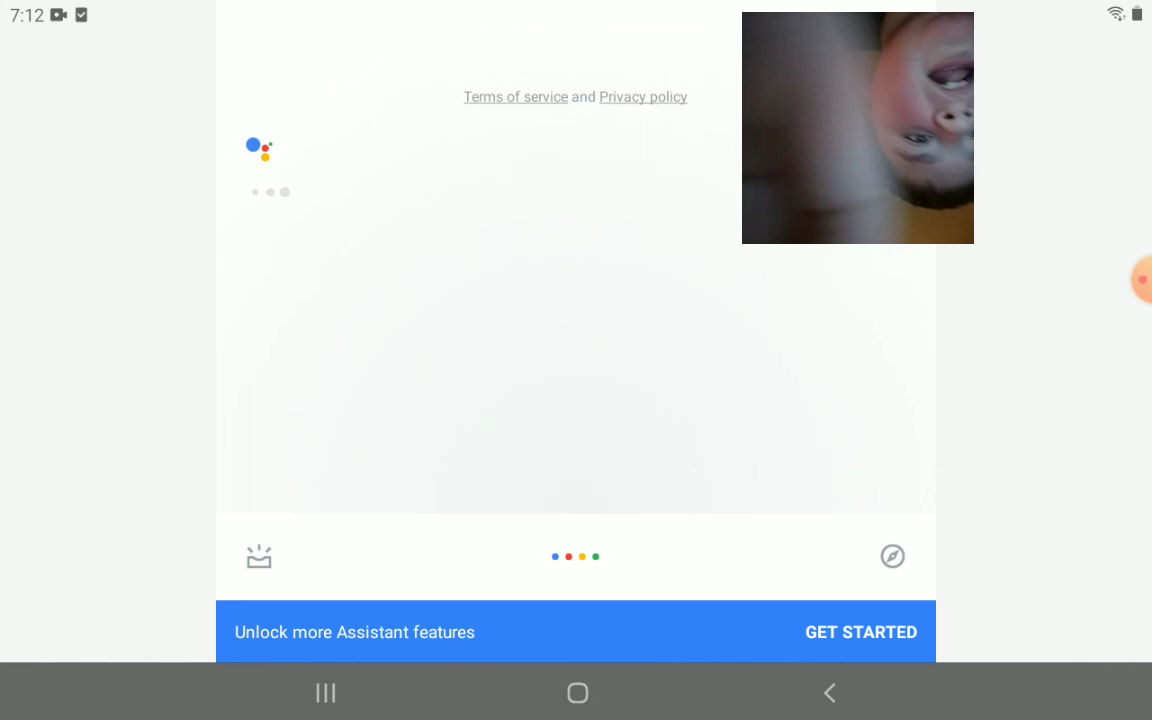 7:12
Terms of service and Privacy policy
Unlock more Assistant features
GET STARTED